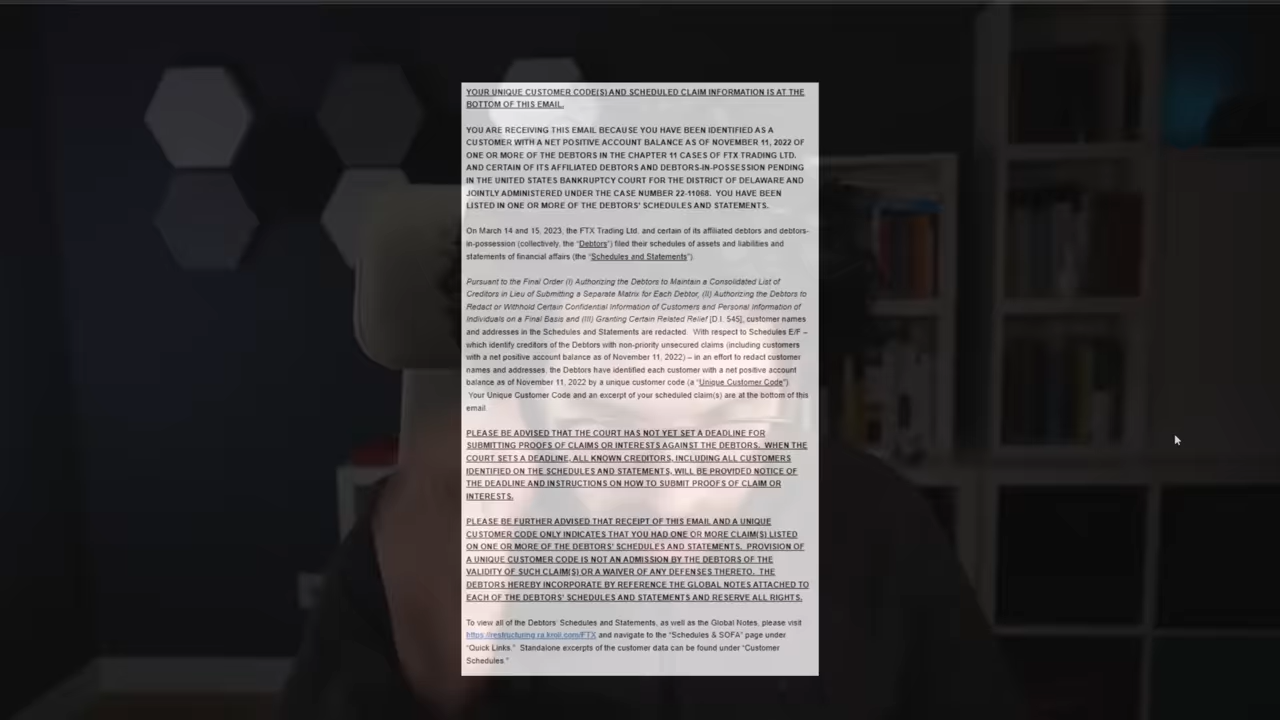 YOUR UNIQUE CUSTOMER CODE(S) AND SCHEDULED CLAIM INFORMATION IS AT THE
BOTTOM OF THIS EMAIL.
YOU ARE RECEIVING THIS EMAIL BECAUSE YOU HAVE BEEN IDENTIFIED AS A
CUSTOMER WITH A NET POSITIVE ACCOUNT BALANCE AS OF NOVEMBER 11, 2022 OF
ONE OR MORE OF THE DEBTORS IN THE CHAPTER 11 CASES OF FTX TRADING LTD.
AND CERTAIN OF ITS AFFILIATED DEBTORS AND DEBTORS-IN-POSSESSION PENDING
IN THE UNITED STATES BANKRUPTCY COURT FOR THE DISTRICT OF DELAWARE AND
JOINTLY ADMINISTERED UNDER THE CASE NUMBER 22-11068. YOU HAVE BEEN
LISTED IN ONE OR MORE OF THE DEBTORS' SCHEDULES AND STATEMENTS.
On March 14 and 15, 2023, the FTX Trading Ltd. and certain of its affiliated debtors and debtors-
in-possession (collectively, the "Debtors") filed their schedules of assets and liabilities and
statements of financial affairs (the "Schedules and Statements").
Pursuant to the Final Order (I) Authorizing the Debtors to Maintain a Consolidated List of
Creditors in Lieu of Submitting a Separate Matrix for Each Debtor, (II) Authorizing the Debtors to
Redact or Withhold Certain Confidential Information of Customers and Personal Information of
Individuals on a Final Basis and (III) Granting Certain Related Relief [D.I. 545], customer names
and addresses in the Schedules and Statements are redacted. With respect to Schedules E/F –
which identify creditors of the Debtors with non-priority unsecured claims (including customers
with a net positive account balance as of November 11, 2022) – in an effort to redact customer
names and addresses, the Debtors have identified each customer with a net positive account
balance as of November 11, 2022 by a unique customer code (a "Unique Customer Code").
Your Unique Customer Code and an excerpt of your scheduled claim(s) are at the bottom of this
email.
PLEASE BE ADVISED THAT THE COURT HAS NOT YET SET A DEADLINE FOR
SUBMITTING PROOFS OF CLAIMS OR INTERESTS AGAINST THE DEBTORS. WHEN THE
COURT SETS A DEADLINE, ALL KNOWN CREDITORS, INCLUDING ALL CUSTOMERS
IDENTIFIED ON THE SCHEDULES AND STATEMENTS, WILL BE PROVIDED NOTICE OF
THE DEADLINE AND INSTRUCTIONS ON HOW TO SUBMIT PROOFS OF CLAIM OR
INTERESTS.
PLEASE BE FURTHER ADVISED THAT RECEIPT OF THIS EMAIL AND A UNIQUE
CUSTOMER CODE ONLY INDICATES THAT YOU HAD ONE OR MORE CLAIM(S) LISTED
ON ONE OR MORE OF THE DEBTORS' SCHEDULES AND STATEMENTS. PROVISION OF
A UNIQUE CUSTOMER CODE IS NOT AN ADMISSION BY THE DEBTORS OF THE
VALIDITY OF SUCH CLAIM(S) OR A WAIVER OF ANY DEFENSES THERETO. THE
DEBTORS HEREBY INCORPORATE BY REFERENCE THE GLOBAL NOTES ATTACHED TO
EACH OF THE DEBTORS' SCHEDULES AND STATEMENTS AND RESERVE ALL RIGHTS.
To view all of the Debtors' Schedules and Statements, as well as the Global Notes, please visit
https://restructuring.ra.kroll.com/FTX and navigate to the "Schedules & SOFA" page under
"Quick Links." Standalone excerpts of the customer data can be found under "Customer
Schedules."